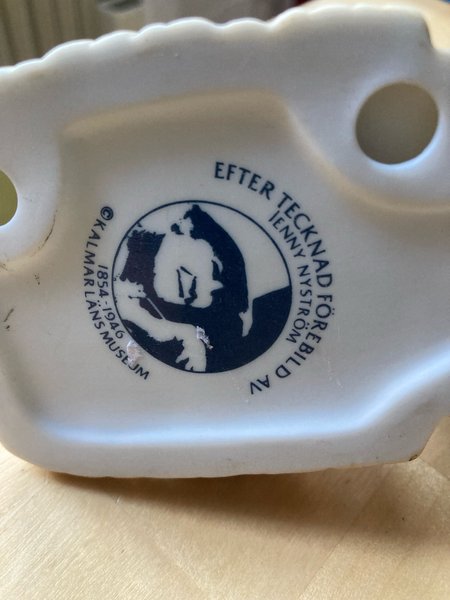 EFTER TECKNAD FÖREBILD AV
JENNY NYSTRÖM
1854-1946
© KALMAR LÄNS MUSEUM